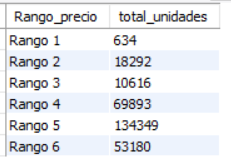 Rango_precio total_unidades
Rango 1 634
Rango 2 18292
Rango 3 10616
Rango 4 69893
Rango 5 134349
Rango 6 53180